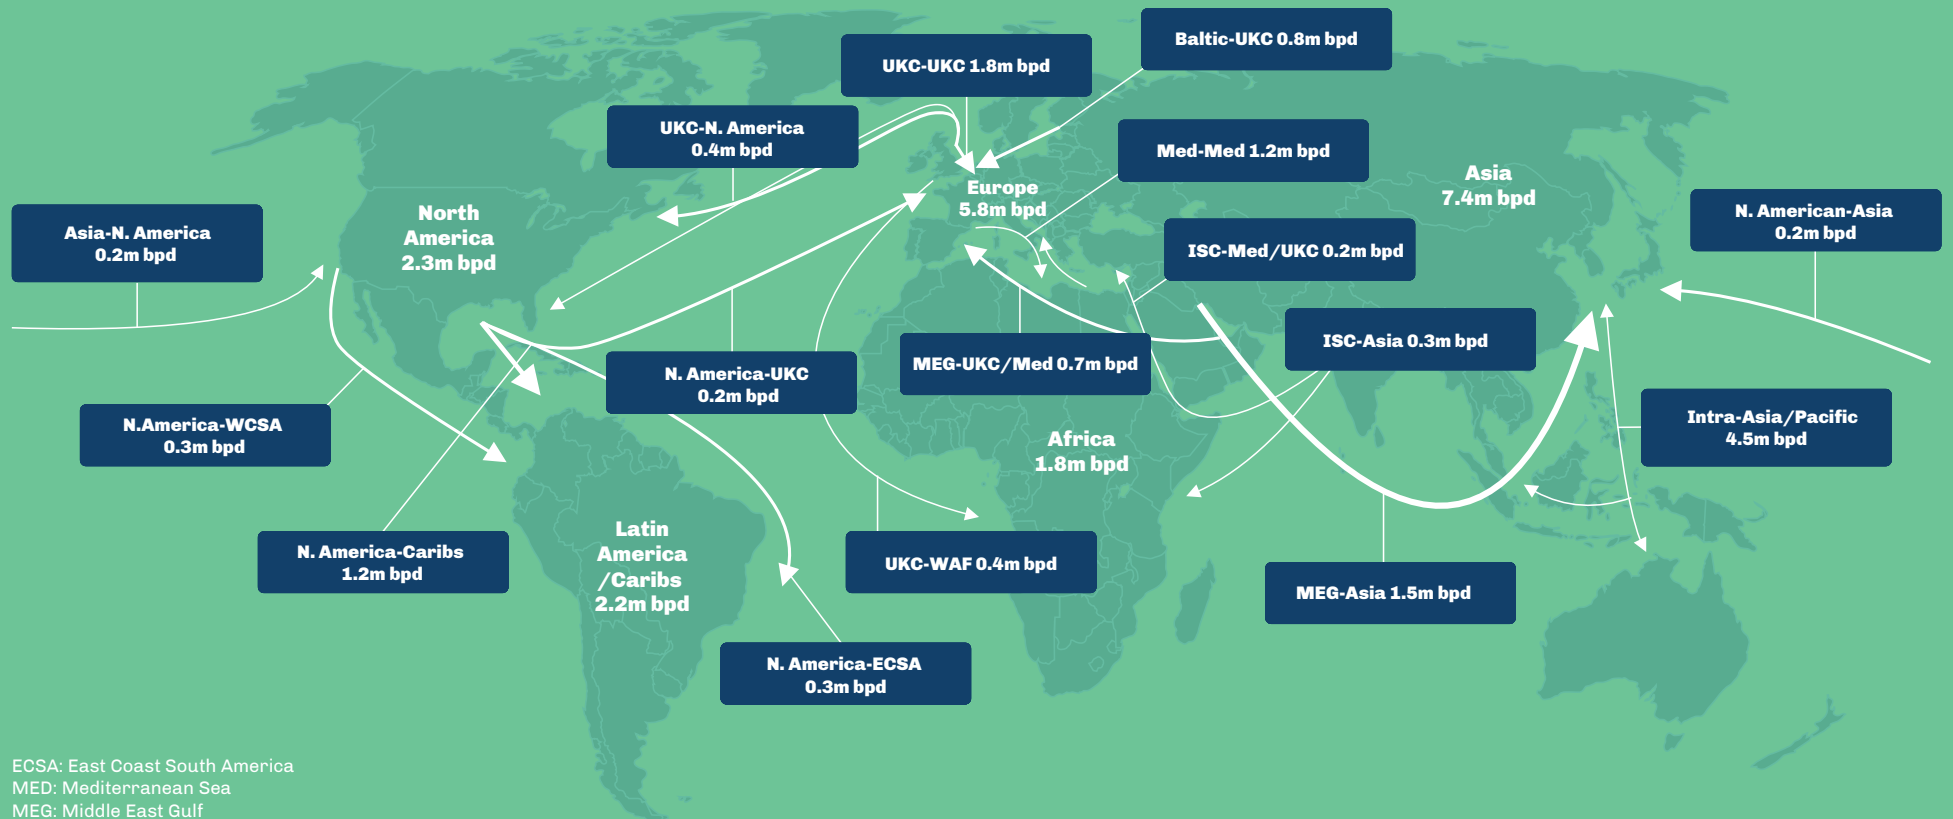 Baltic-UKC 0.8m bpd
UKC-UKC 1.8m bpd
UKC-N. America
0.4m bpd
Med-Med 1.2m bpd
Europe
5.8m bpd
Asia
7.4m bpd
North
America
2.3m bpd
Asia-N. America
0.2m bpd
N. American-Asia
0.2m bpd
ISC-Med/UKC 0.2m bpd
ISC-Asia 0.3m bpd
MEG-UKC/Med 0.7m bpd
N. America-UKC
0.2m bpd
N.America-WCSA
0.3m bpd
Africa
1.8m bpd
Intra-Asia/Pacific
4.5m bpd
N. America-Caribs
1.2m bpd
Latin
America
/Caribs
2.2m bpd
UKC-WAF 0.4m bpd
MEG-Asia 1.5m bpd
N. America-ECSA
0.3m bpd
ECSA: East Coast South America
MED: Mediterranean Sea
MEG: Middle East Gulf